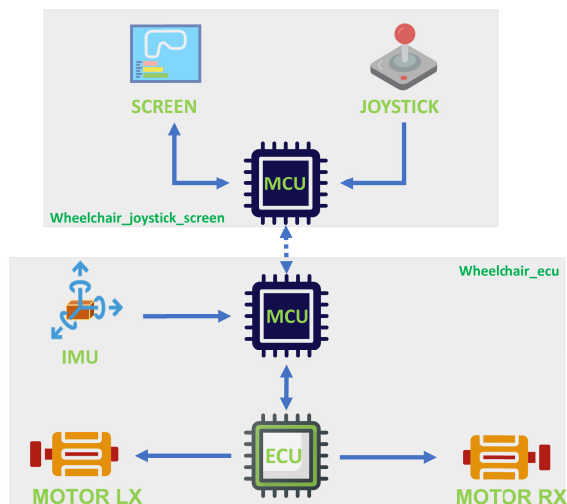 SCREEN
JOYSTICK
MCU
Wheelchair_joystick_screen
Wheelchair_ecu
MCU
IMU
ECU
MOTOR LX
MOTOR RX